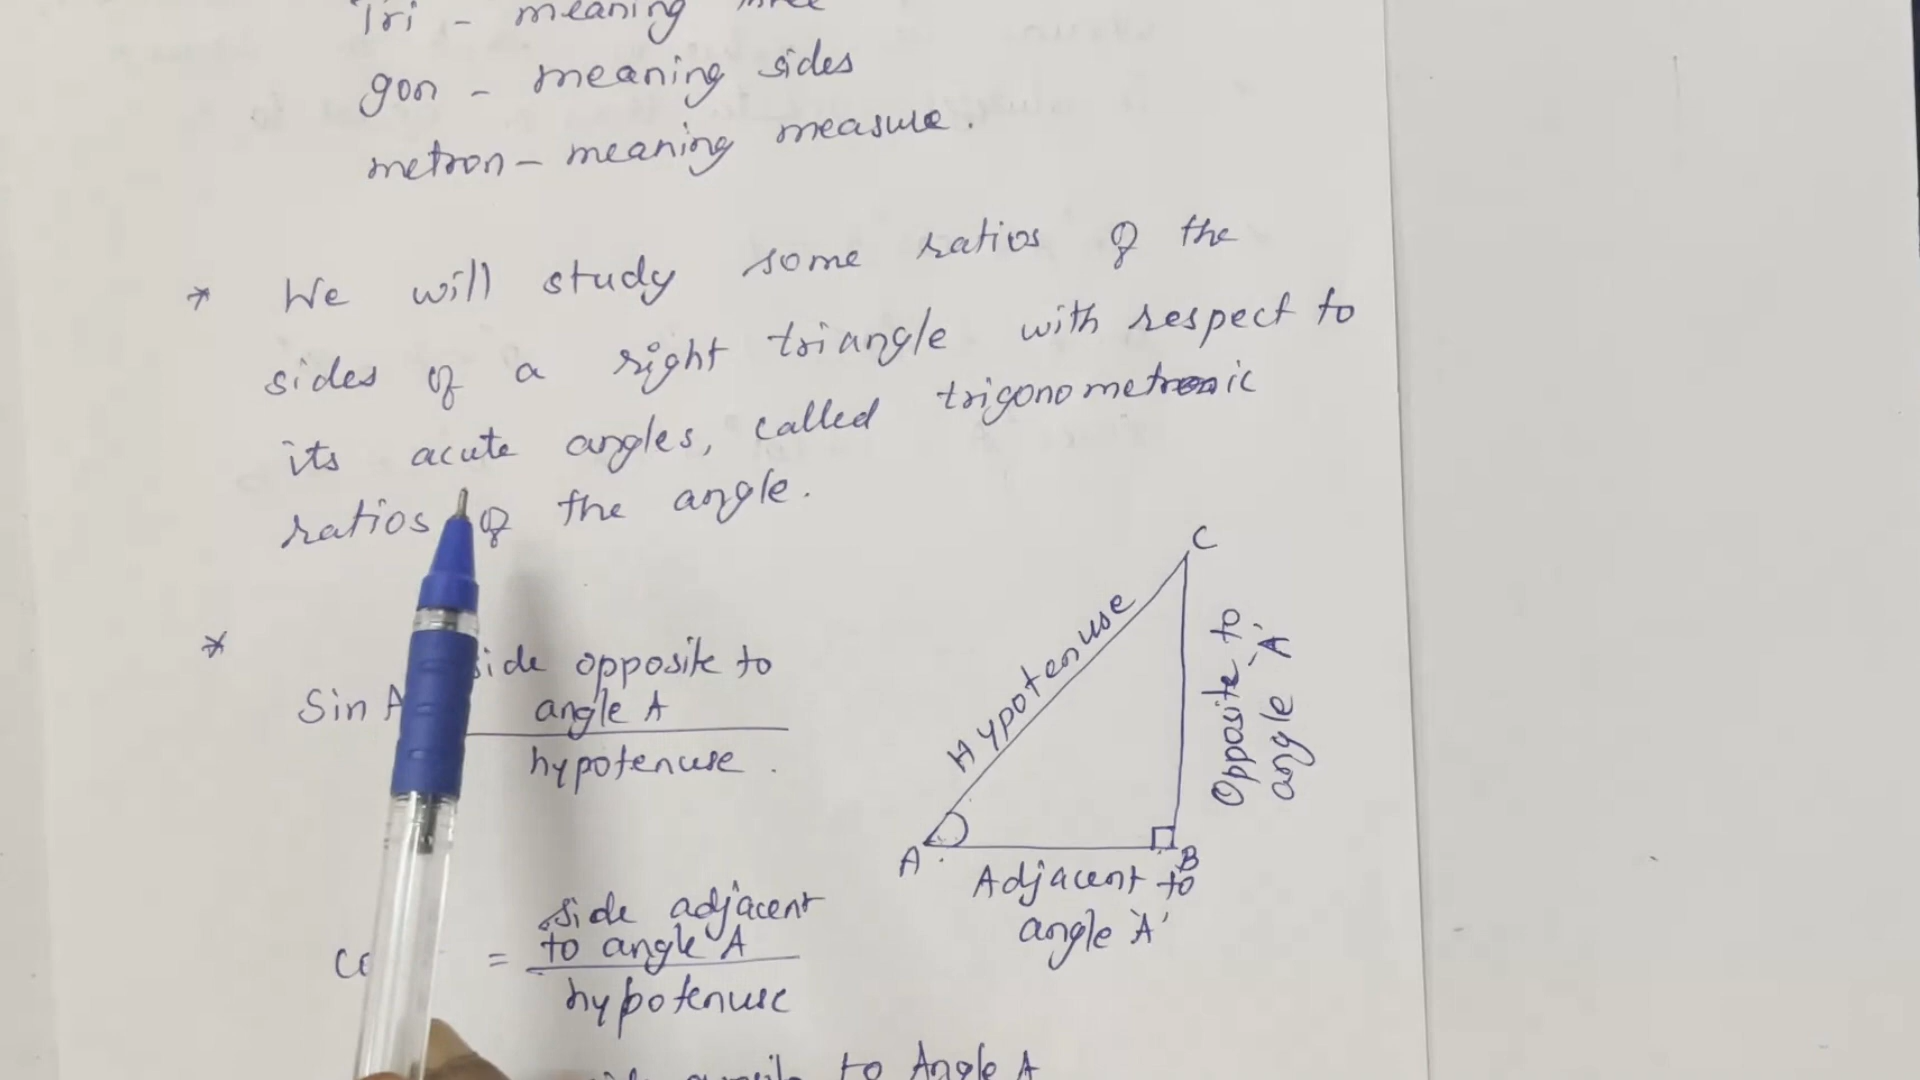 Tri - meaning three
gon - meaning sides
metron - meaning measure.
* We will study some ratios of the
sides of a right triangle with respect to
its acute angles, called trigonometric
ratios of the angle.
*
side opposite to
Sin A angle A
hypotenuse.
C
Hypotenuse
Opposite to
angle 'A'
A
B
Adjacent to
angle 'A'
side adjacent
= to angle A
hypotenuse
to Angle A